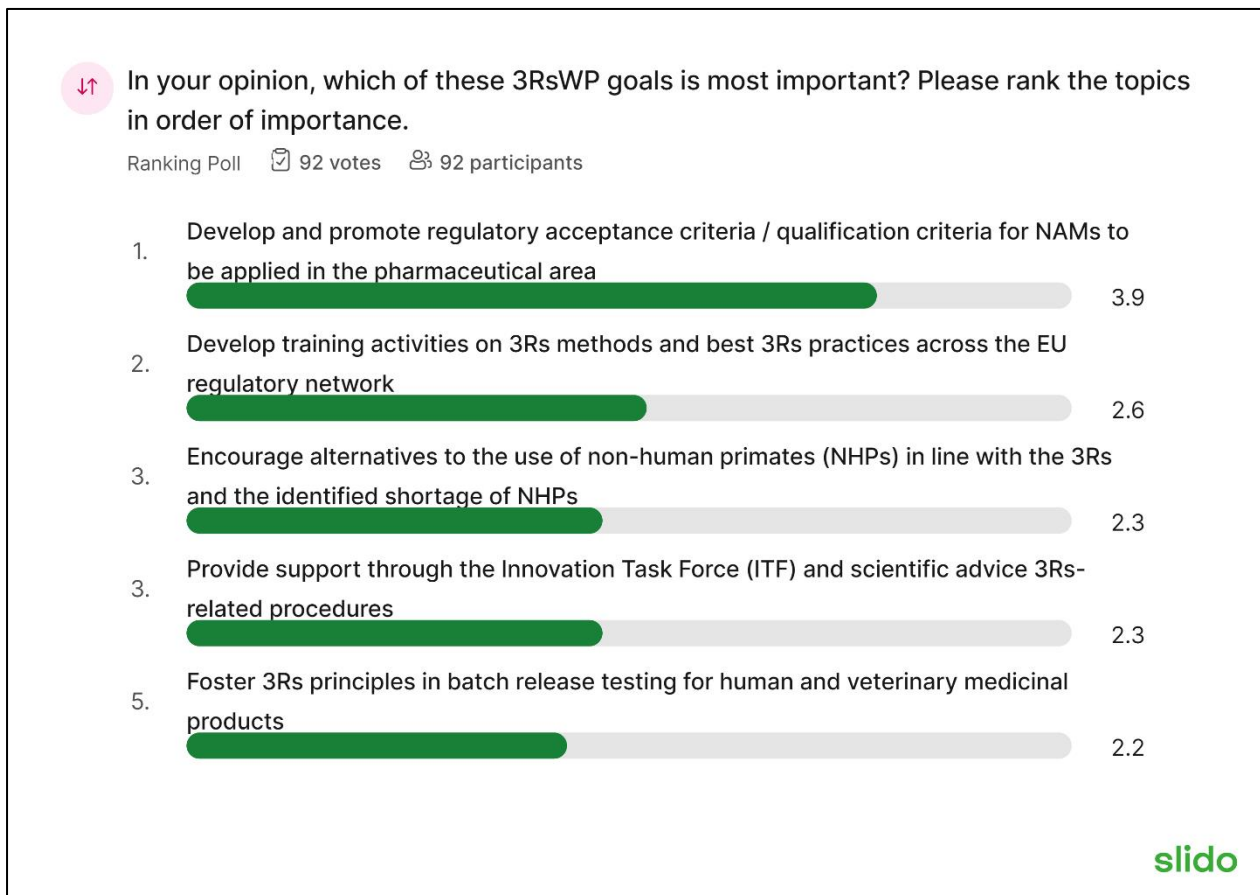 In your opinion, which of these 3RsWP goals is most important? Please rank the topics
in order of importance.
Ranking Poll 92 votes 92 participants
1.
Develop and promote regulatory acceptance criteria / qualification criteria for NAMs to
be applied in the pharmaceutical area
3.9
2.
Develop training activities on 3Rs methods and best 3Rs practices across the EU
regulatory network
2.6
3.
Encourage alternatives to the use of non-human primates (NHPs) in line with the 3Rs
and the identified shortage of NHPs
2.3
3.
Provide support through the Innovation Task Force (ITF) and scientific advice 3Rs-
related procedures
2.3
5.
Foster 3Rs principles in batch release testing for human and veterinary medicinal
products
2.2
slido